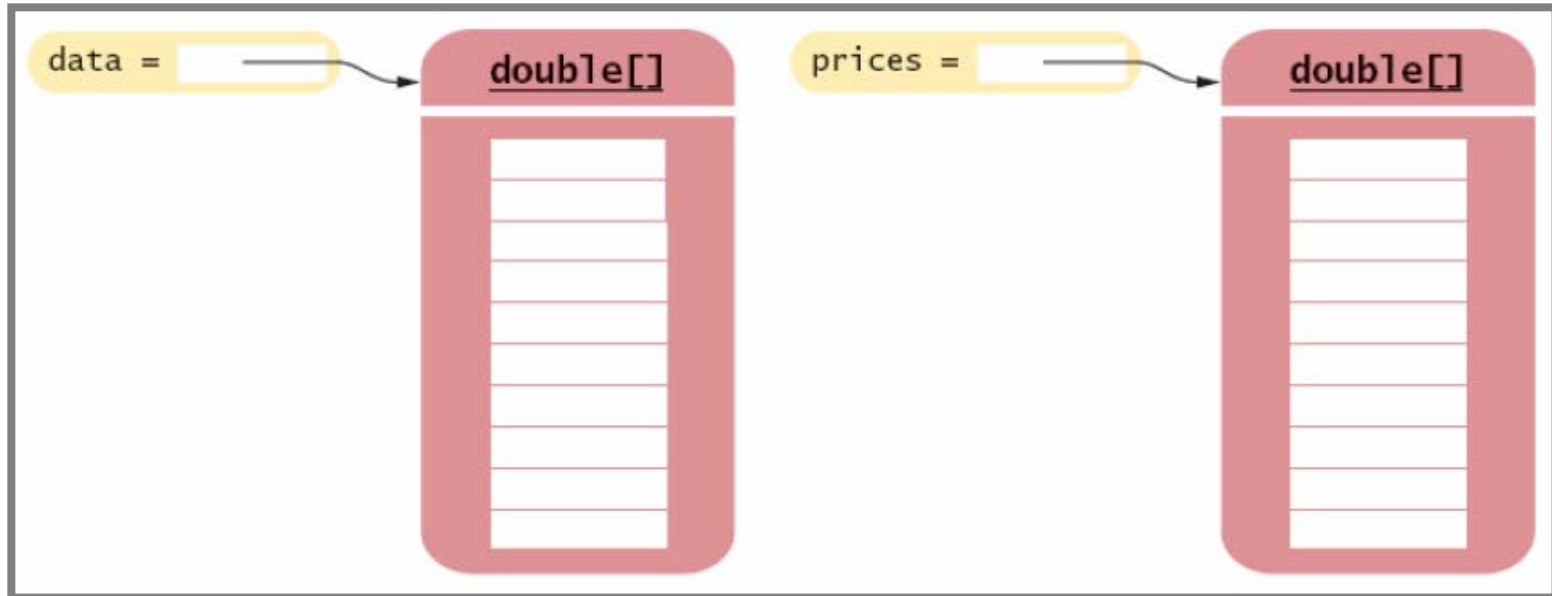 data =
double[]
prices =
double[]